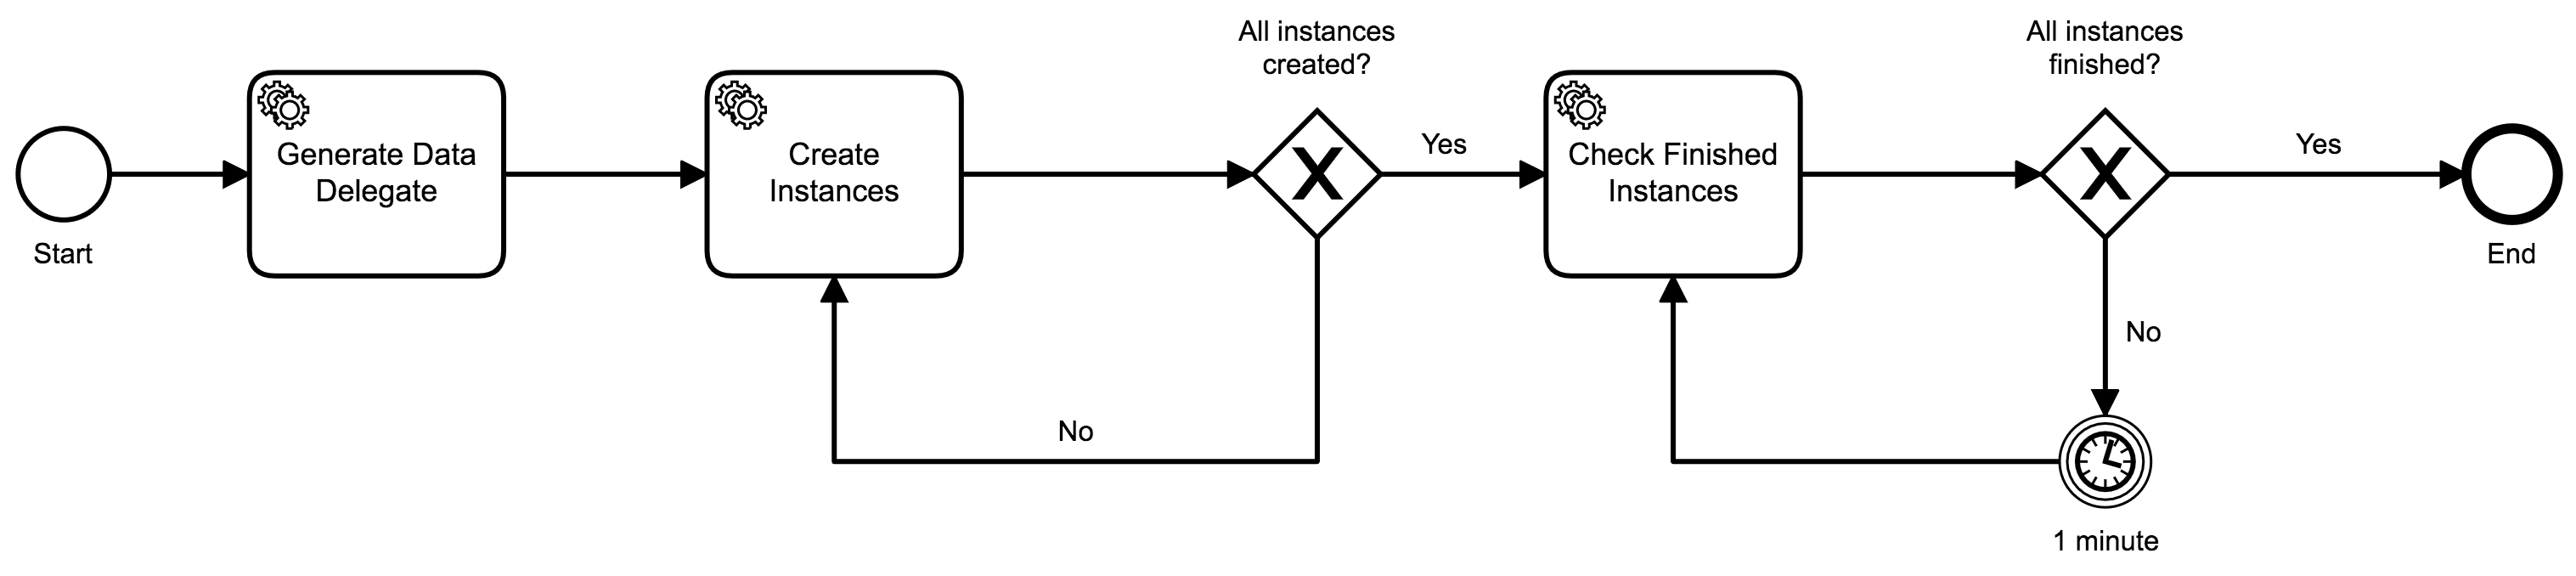 Start
Generate Data
Delegate
Create
Instances
All instances
created?
Yes
No
Check Finished
Instances
All instances
finished?
Yes
No
1 minute
End